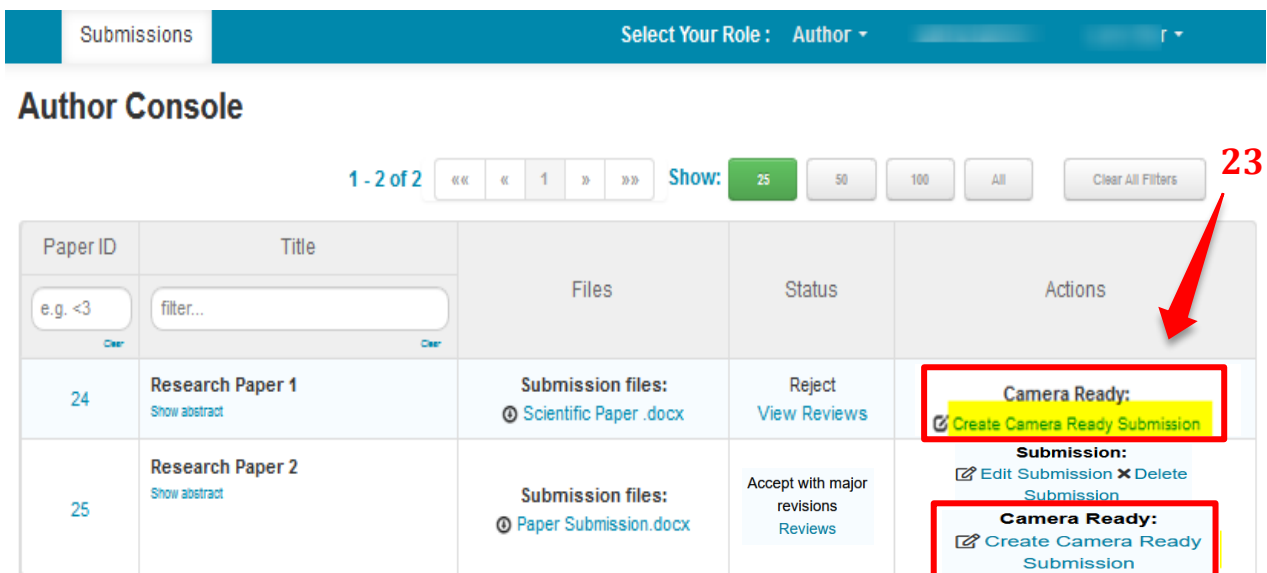 Submissions
Select Your Role : Author
Author Console
1 - 2 of 2 «« « 1 » »» Show: 25 50 100 All Clear All Filters
23
Paper ID Title Files Status Actions
e.g. <3 filter...
Clear Clear
24
Research Paper 1
Show abstract
Submission files:
Scientific Paper .docx
Reject
View Reviews
Camera Ready:
Create Camera Ready Submission
25
Research Paper 2
Show abstract
Submission files:
Paper Submission.docx
Accept with major
revisions
Reviews
Submission:
Edit Submission Delete
Submission
Camera Ready:
Create Camera Ready
Submission